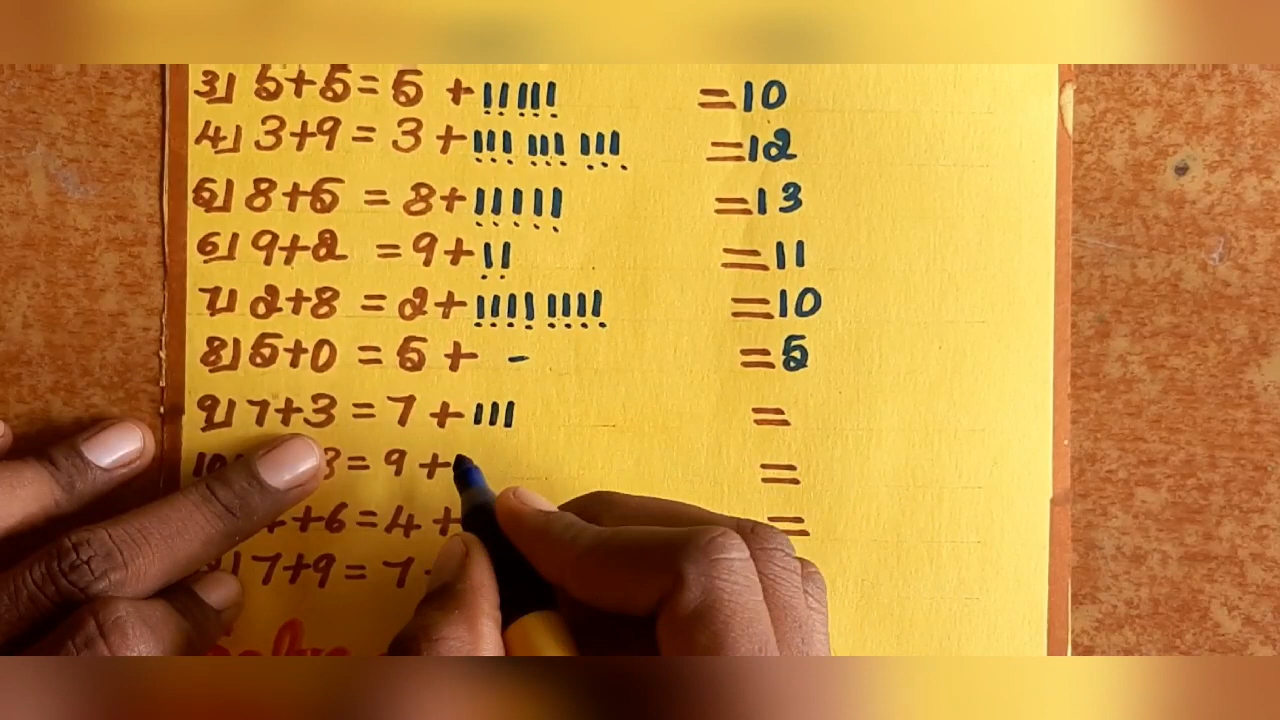 3) 5+5=5 + ||||| =10
4) 3+9=3 + ||| ||| ||| =12
5) 8+5 =8+ ||||| =13
6) 9+2 =9+ || =11
7) 2+8 =2+ |||| |||| =10
8) 5+0 =5 + - =5
9) 7+3=7 + ||| =
3= 9 + =
+6=4 + =
7+9=7